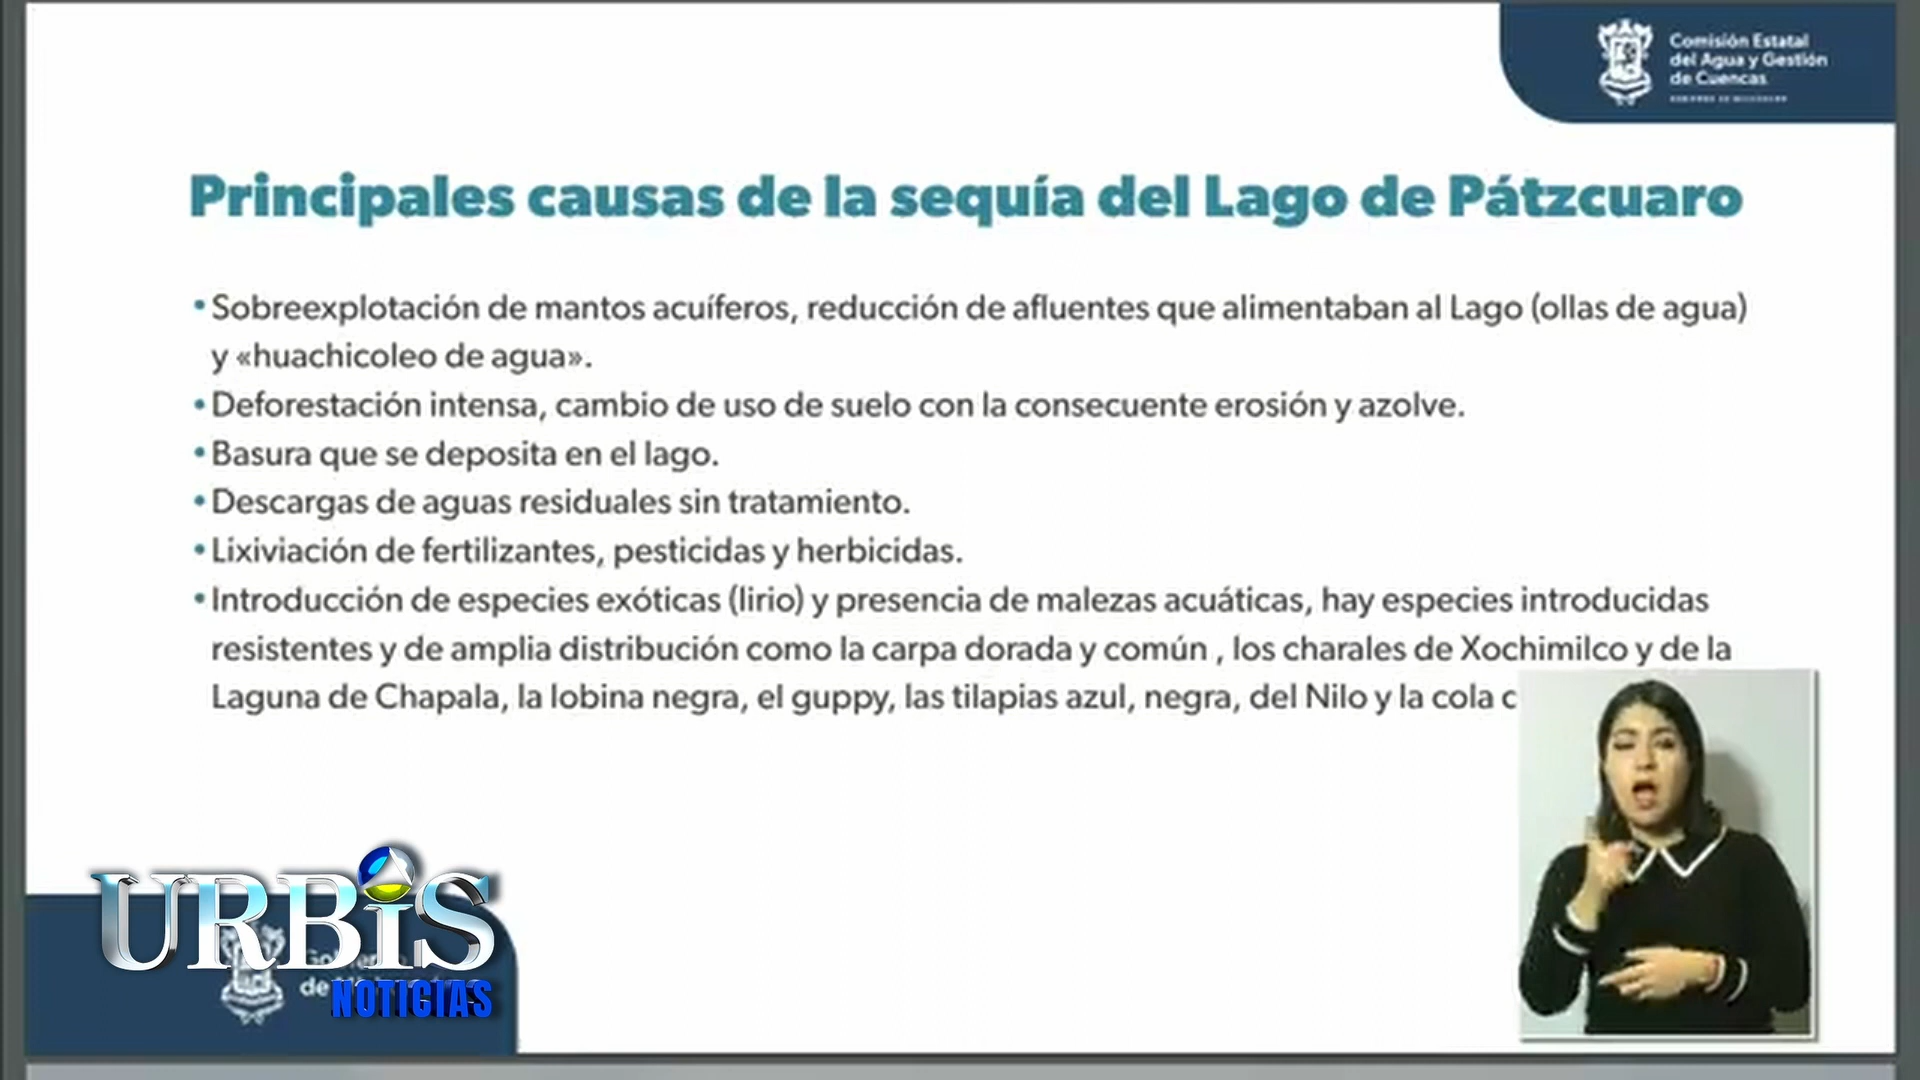 Comisión Estatal
del Agua y Gestión
de Cuencas
Principales causas de la sequía del Lago de Pátzcuaro
• Sobreexplotación de mantos acuíferos, reducción de afluentes que alimentaban al Lago (ollas de agua)
y «huachicoleo de agua».
• Deforestación intensa, cambio de uso de suelo con la consecuente erosión y azolve.
• Basura que se deposita en el lago.
• Descargas de aguas residuales sin tratamiento.
• Lixiviación de fertilizantes, pesticidas y herbicidas.
• Introducción de especies exóticas (lirio) y presencia de malezas acuáticas, hay especies introducidas
resistentes y de amplia distribución como la carpa dorada y común , los charales de Xochimilco y de la
Laguna de Chapala, la lobina negra, el guppy, las tilapias azul, negra, del Nilo y la cola c
URBIS
NOTICIAS
de